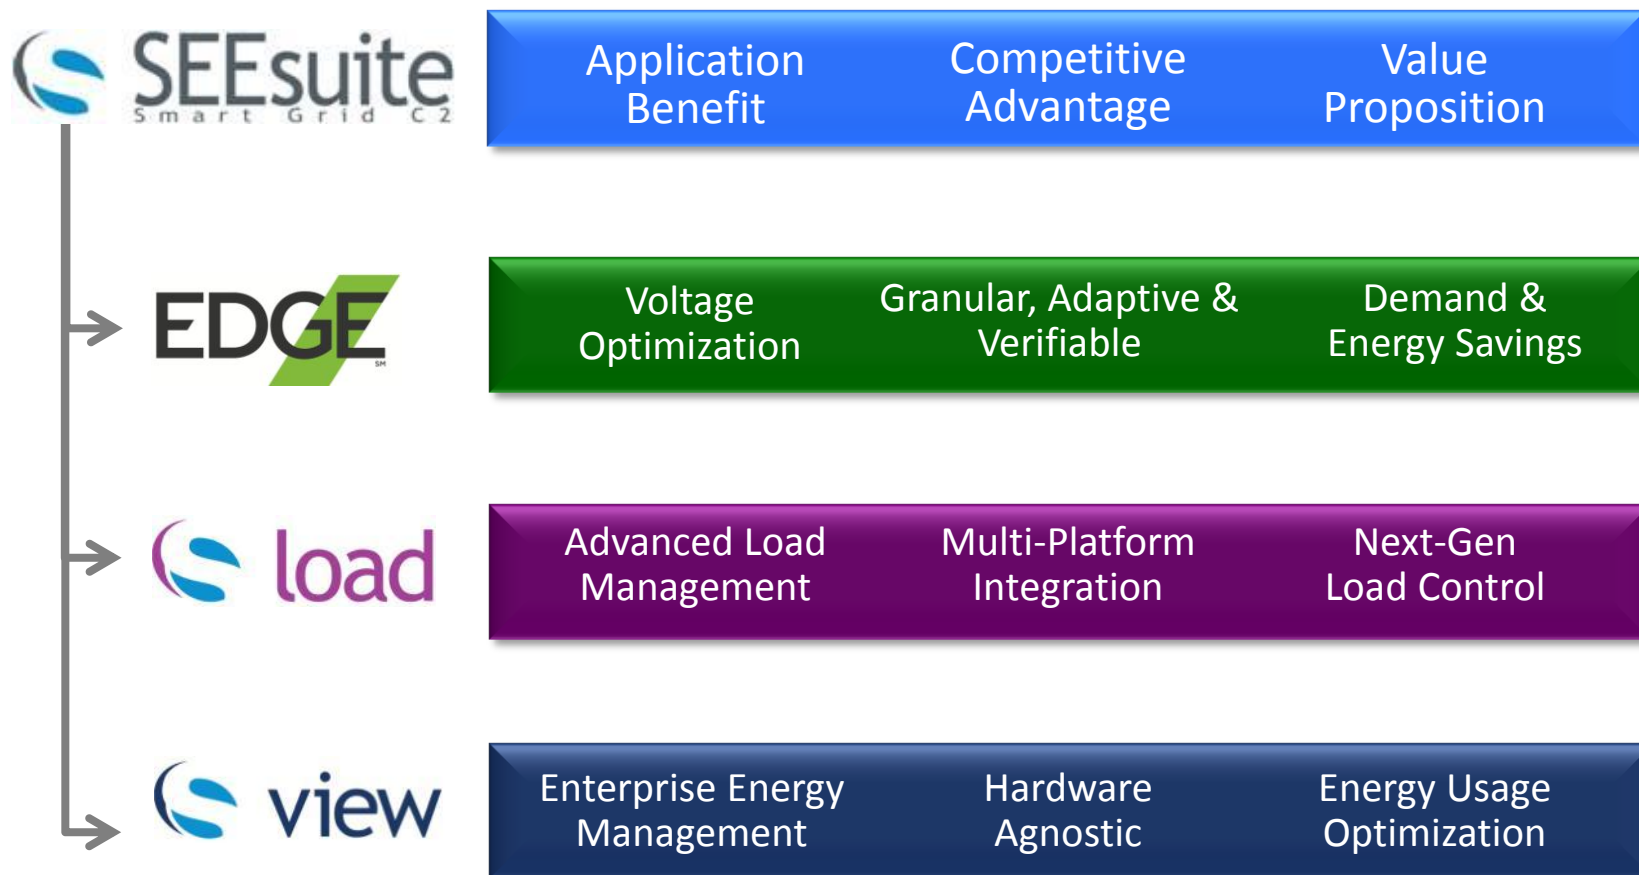 SEEsuite
Smart Grid C2
Application Benefit
Competitive Advantage
Value Proposition
EDGE
SM
Voltage Optimization
Granular, Adaptive & Verifiable
Demand & Energy Savings
load
Advanced Load Management
Multi-Platform Integration
Next-Gen Load Control
view
Enterprise Energy Management
Hardware Agnostic
Energy Usage Optimization